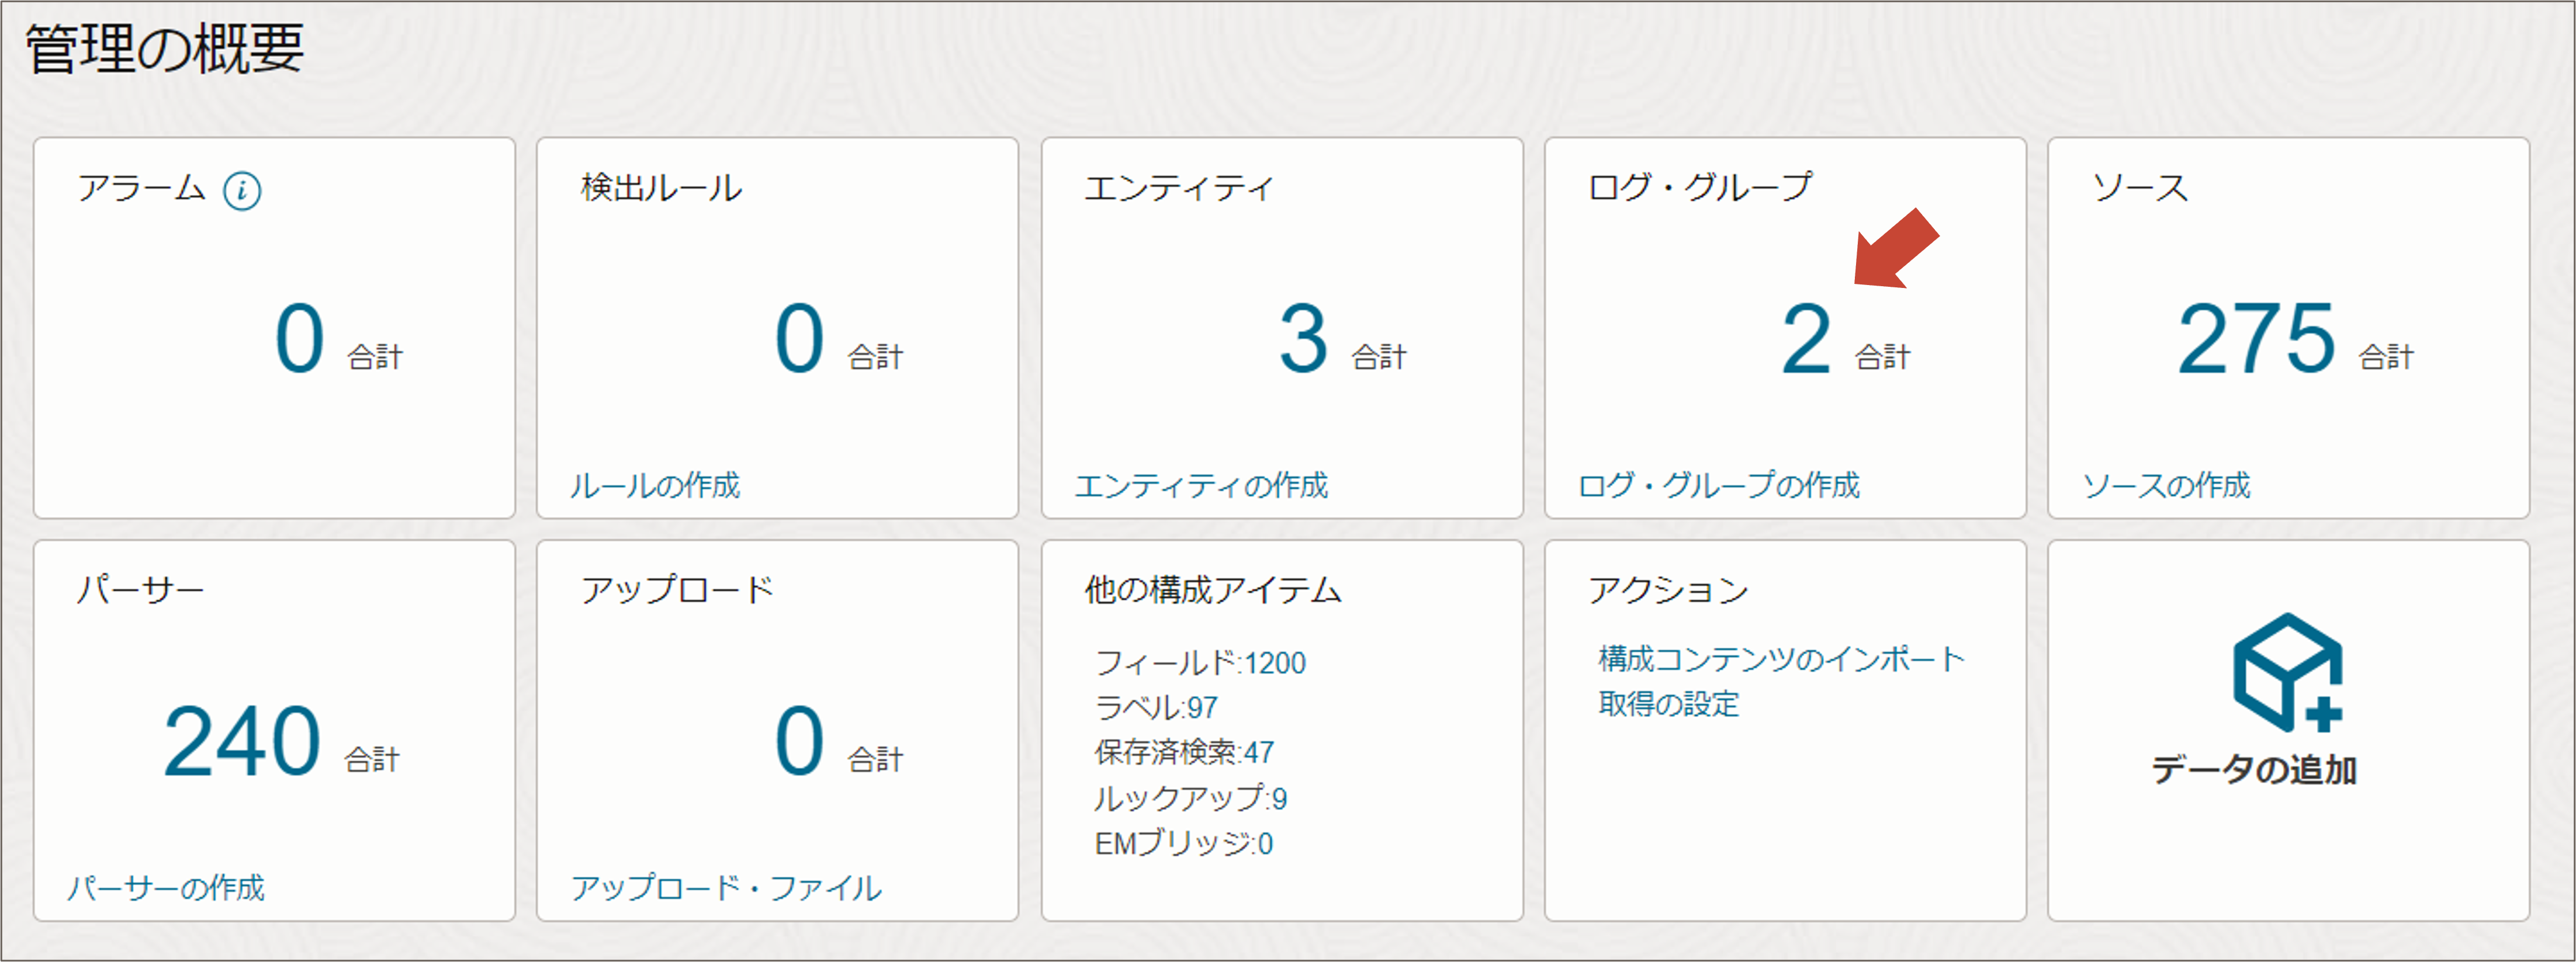 管理の概要
アラーム i
0 合計
検出ルール
0 合計
ルールの作成
エンティティ
3 合計
エンティティの作成
ログ・グループ
2 合計
ログ・グループの作成
ソース
275 合計
ソースの作成
パーサー
240 合計
パーサーの作成
アップロード
0 合計
アップロード・ファイル
他の構成アイテム
フィールド:1200
ラベル:97
保存済検索:47
ルックアップ:9
EMブリッジ:0
アクション
構成コンテンツのインポート
取得の設定
データの追加